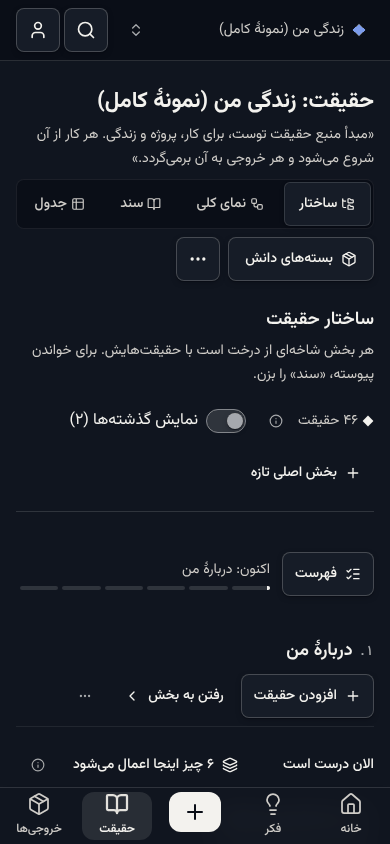 زندگی من (نمونهٔ کامل)
حقیقت: زندگی من (نمونهٔ کامل)
«مبدأ منبع حقیقت توست، برای کار، پروژه و زندگی. هر کار از آن
شروع می‌شود و هر خروجی به آن برمی‌گردد.»
ساختار نمای کلی سند جدول
بسته‌های دانش ...
ساختار حقیقت
هر بخش شاخه‌ای از درخت است با حقیقت‌هایش. برای خواندن
پیوسته، «سند» را بزن.
۴۶ حقیقت نمایش گذشته‌ها (۲)
+ بخش اصلی تازه
فهرست اکنون: دربارهٔ من
۱. دربارهٔ من
+ افزودن حقیقت رفتن به بخش ...
الان درست است ۶ چیز اینجا اعمال می‌شود
خانه فکر + حقیقت خروجی‌ها